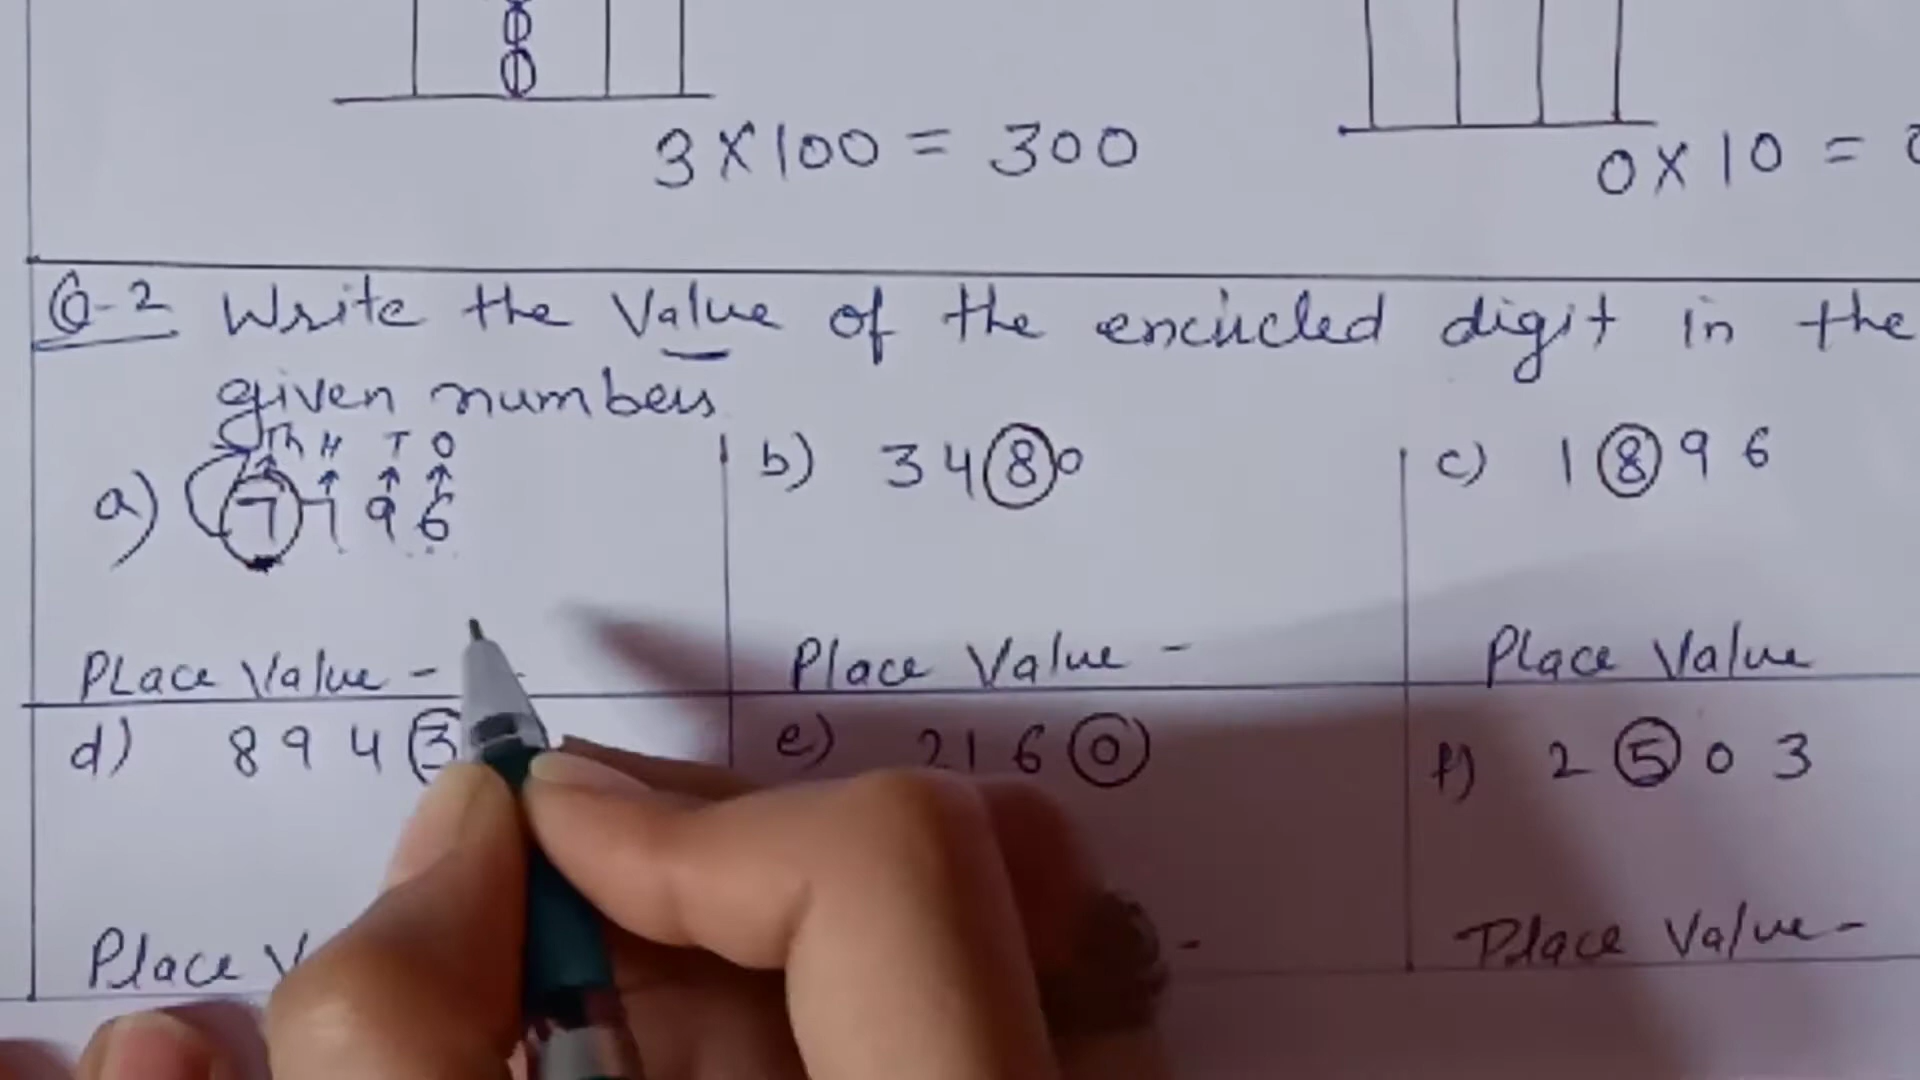 3 X 100 = 300
0 X 10 =
Q-2 Write the Value of the encircled digit in the
given numbers
Th H T O
a) 7 1 9 6
b) 3 4 8 0
c) 1 8 9 6
Place Value -
Place Value -
Place Value
d) 8 9 4 3
e) 2 1 6 0
f) 2 5 0 3
Place V
-
Place Value -